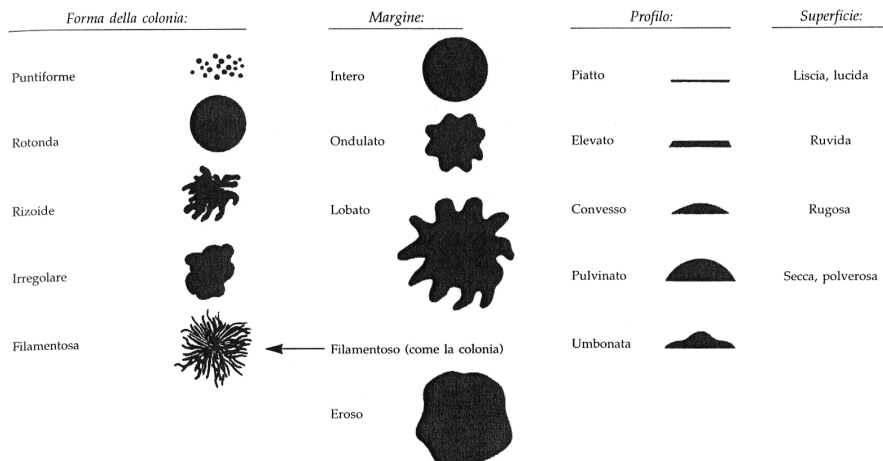 Forma della colonia:
Puntiforme
Rotonda
Rizoide
Irregolare
Filamentosa
Margine:
Intero
Ondulato
Lobato
Filamentoso (come la colonia)
Eroso
Profilo:
Piatto
Elevato
Convesso
Pulvinato
Umbonata
Superficie:
Liscia, lucida
Ruvida
Rugosa
Secca, polverosa